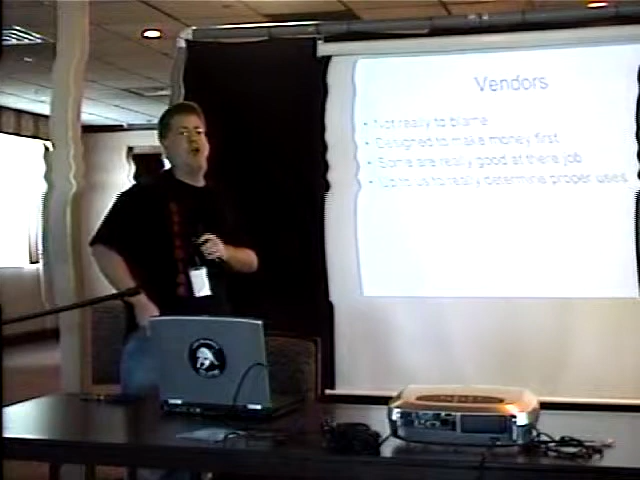 Vendors
• Not really to blame
• Designed to make money first
• Some are really good at there job
• Up to us to really determine proper uses